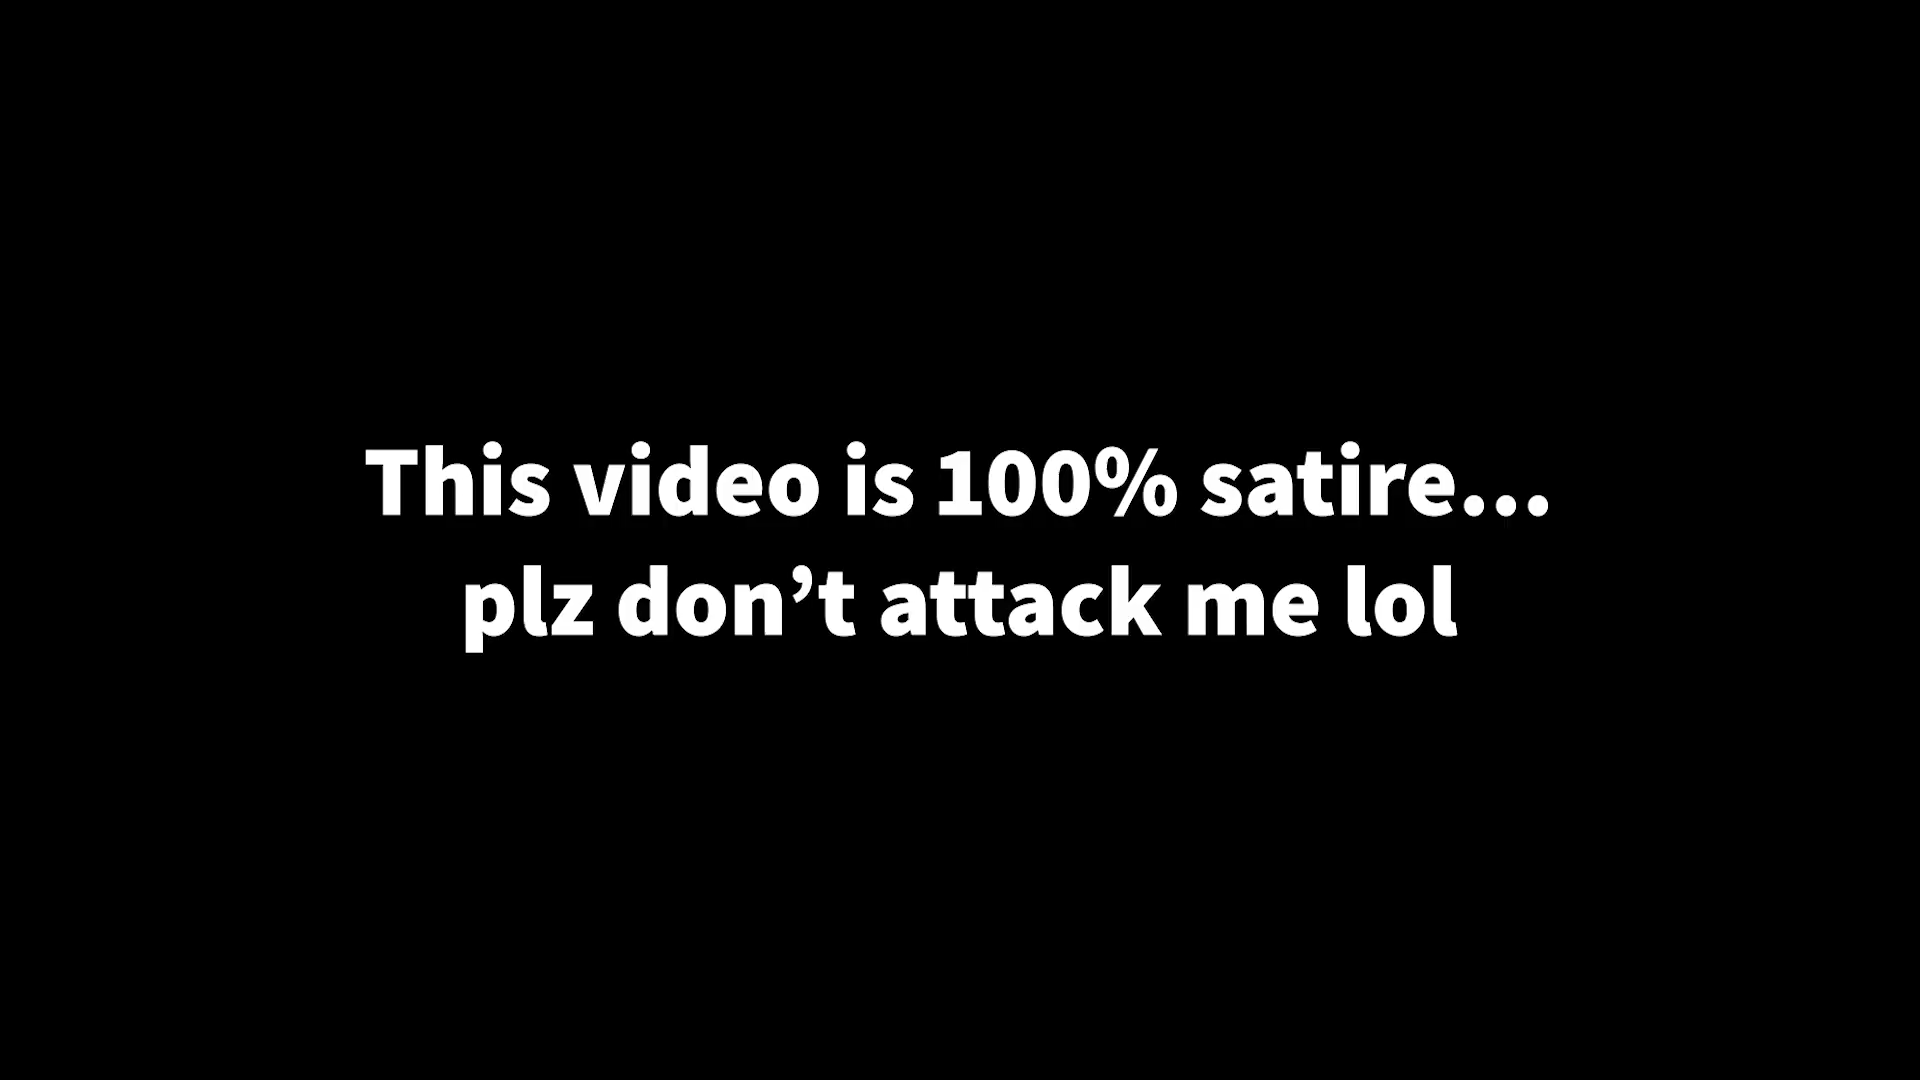 This video is 100% satire...
plz don’t attack me lol